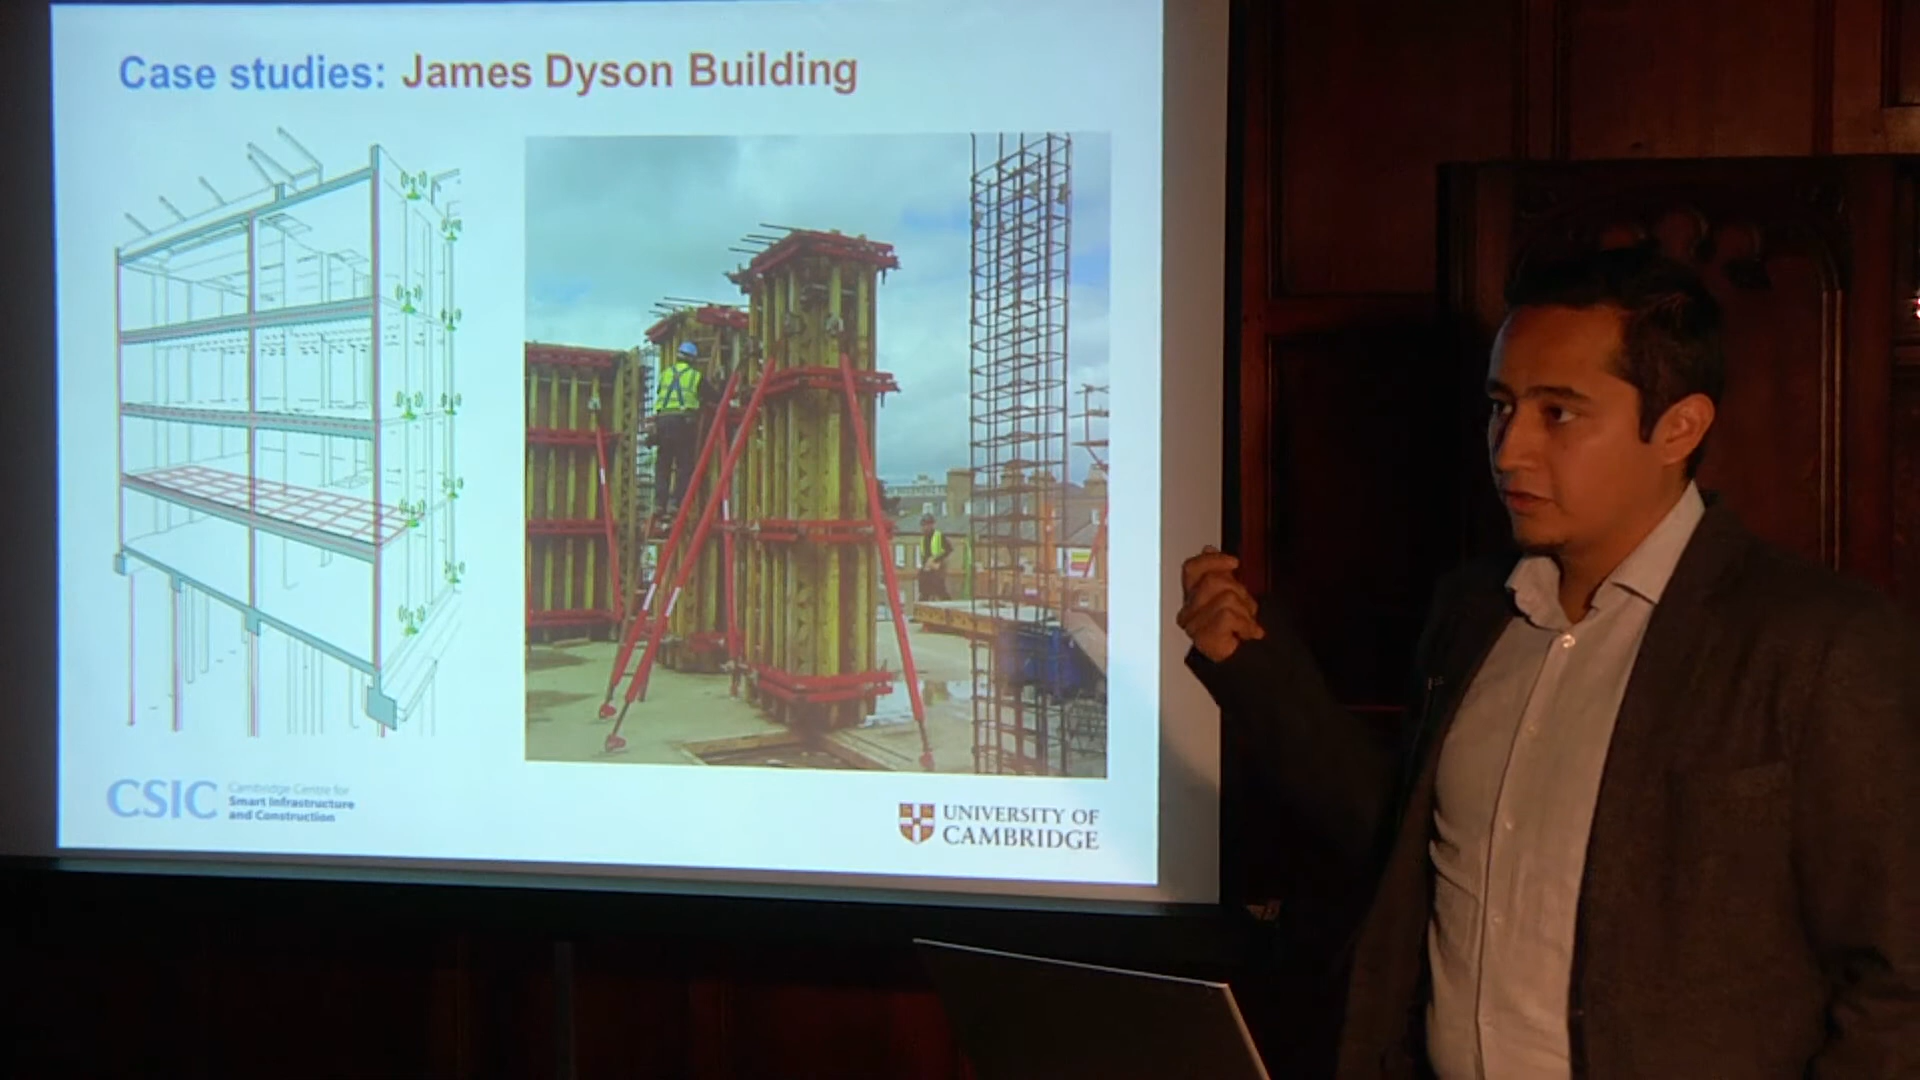 Case studies: James Dyson Building
CSIC
Cambridge Centre for
Smart Infrastructure
and Construction
UNIVERSITY OF
CAMBRIDGE